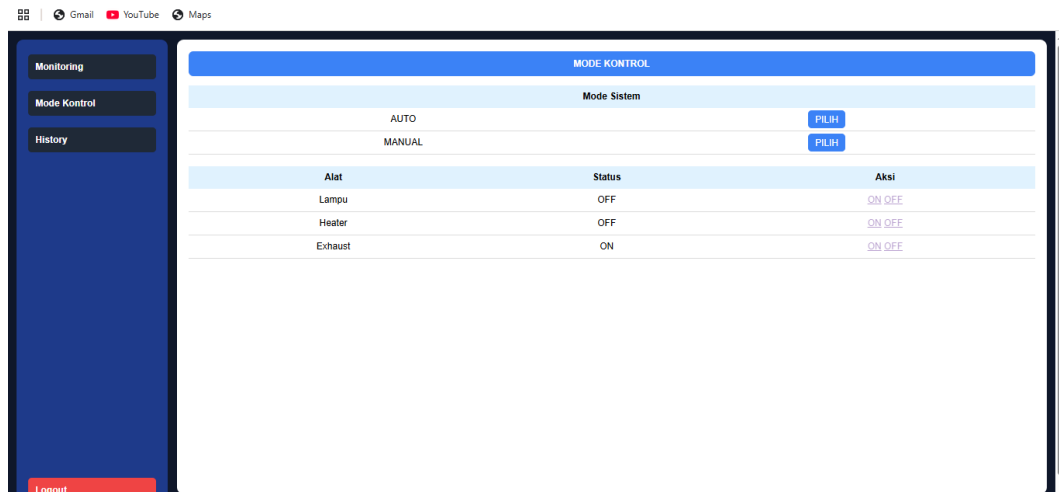 Gmail YouTube Maps
Monitoring
Mode Kontrol
History
Logout
MODE KONTROL
Mode Sistem
AUTO PILIH
MANUAL PILIH
Alat Status Aksi
Lampu OFF ON OFF
Heater OFF ON OFF
Exhaust ON ON OFF